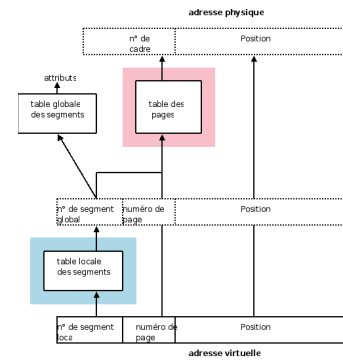 adresse physique
n° de
cadre
Position
attributs
table globale
des segments
table des
pages
n° de segment
global
numéro de
page
Position
table locale
des segments
n° de segment
loca
numéro de
page
Position
adresse virtuelle